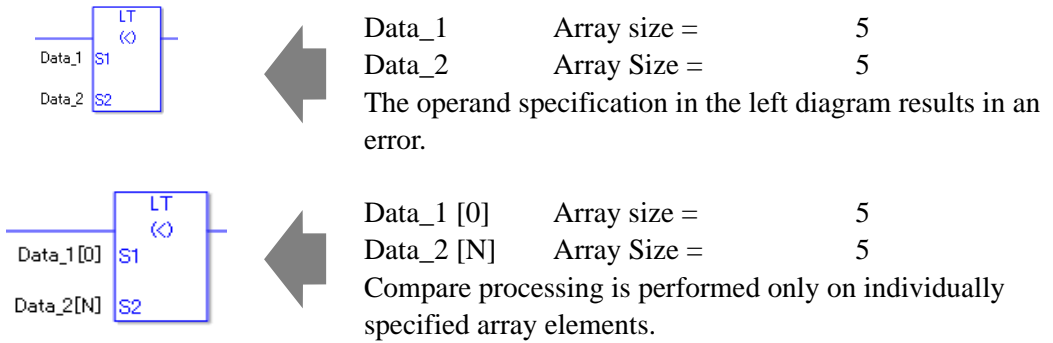 LT
(<)
Data_1 S1
Data_2 S2
Data_1 Array size = 5
Data_2 Array Size = 5
The operand specification in the left diagram results in an
error.
LT
(<)
Data_1[0] S1
Data_2[N] S2
Data_1 [0] Array size = 5
Data_2 [N] Array Size = 5
Compare processing is performed only on individually
specified array elements.